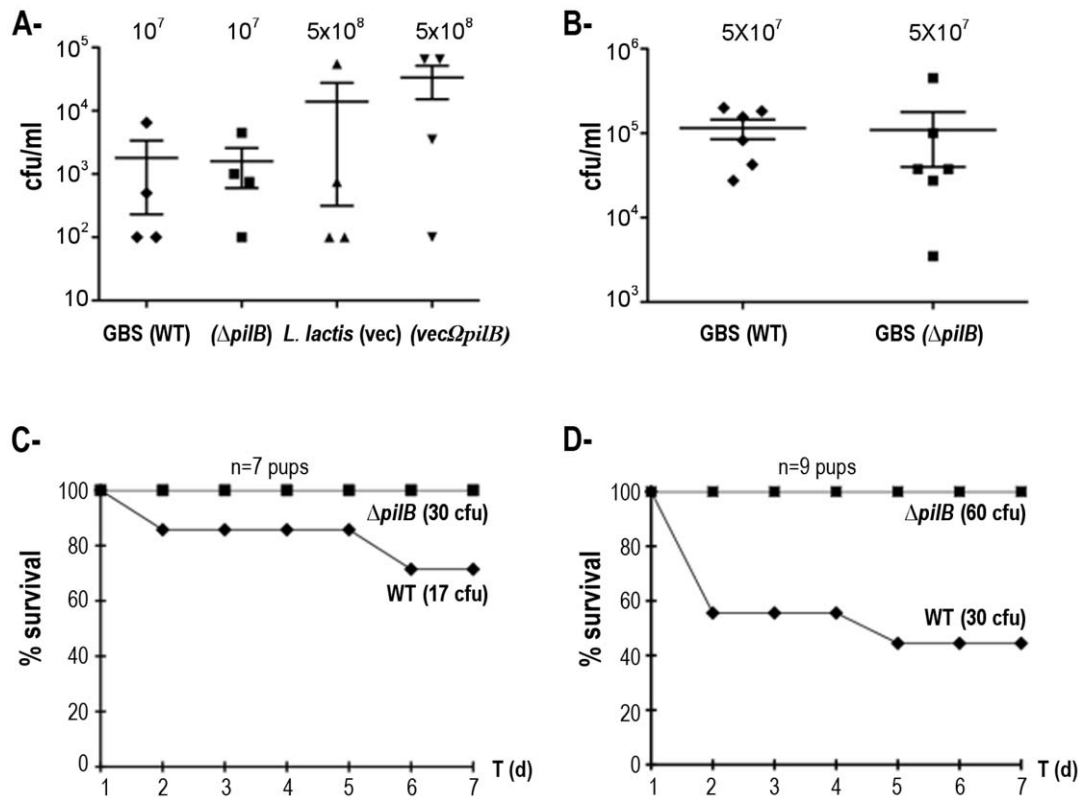 A-
10⁷ 10⁷ 5x10⁸ 5x10⁸
10⁵
10⁴
10³
10²
10
cfu/ml
GBS (WT) (ΔpilB) L. lactis (vec) (vecΩpilB)
B-
5X10⁷ 5X10⁷
10⁶
10⁵
10⁴
10³
cfu/ml
GBS (WT) GBS (ΔpilB)
C-
n=7 pups
100
80
60
40
20
0
% survival
ΔpilB (30 cfu)
WT (17 cfu)
1 2 3 4 5 6 7 T (d)
D-
n=9 pups
100
80
60
40
20
0
% survival
ΔpilB (60 cfu)
WT (30 cfu)
1 2 3 4 5 6 7 T (d)